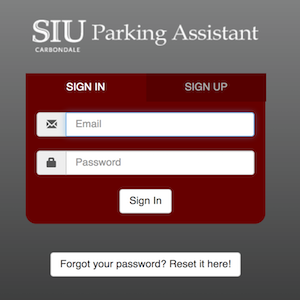 SIU Parking Assistant
CARBONDALE
SIGN IN SIGN UP
Email
Password
Sign In
Forgot your password? Reset it here!